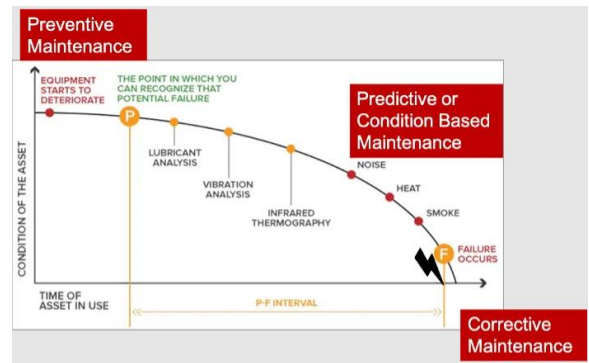 Preventive
Maintenance
EQUIPMENT
STARTS TO
DETERIORATE
THE POINT IN WHICH YOU
CAN RECOGNIZE THAT
POTENTIAL FAILURE
P
Predictive or
Condition Based
Maintenance
LUBRICANT
ANALYSIS
VIBRATION
ANALYSIS
INFRARED
THERMOGRAPHY
NOISE
HEAT
SMOKE
F
FAILURE
OCCURS
CONDITION OF THE ASSET
TIME OF
ASSET IN USE
P-F INTERVAL
Corrective
Maintenance